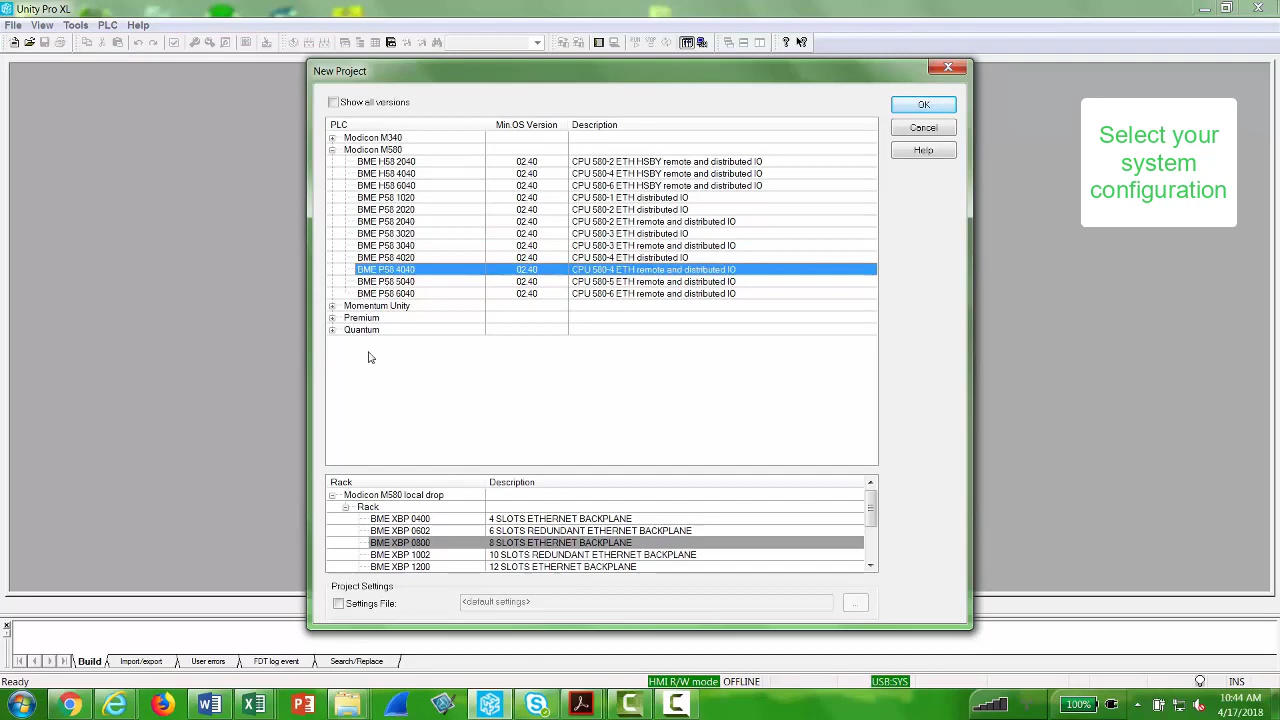 Unity Pro XL
File View Tools PLC Help
New Project
Show all versions
OK
Cancel
Help
Select your
system
configuration
PLC Min.OS Version Description
Modicon M340
Modicon M580
BME H58 2040 02.40 CPU 580-2 ETH HSBY remote and distributed IO
BME H58 4040 02.40 CPU 580-4 ETH HSBY remote and distributed IO
BME H58 6040 02.40 CPU 580-6 ETH HSBY remote and distributed IO
BME P58 1020 02.40 CPU 580-1 ETH distributed IO
BME P58 2020 02.40 CPU 580-2 ETH distributed IO
BME P58 2040 02.40 CPU 580-2 ETH remote and distributed IO
BME P58 3020 02.40 CPU 580-3 ETH distributed IO
BME P58 3040 02.40 CPU 580-3 ETH remote and distributed IO
BME P58 4020 02.40 CPU 580-4 ETH distributed IO
BME P58 4040 02.40 CPU 580-4 ETH remote and distributed IO
BME P58 5040 02.40 CPU 580-5 ETH remote and distributed IO
BME P58 6040 02.40 CPU 580-6 ETH remote and distributed IO
Momentum Unity
Premium
Quantum
Rack Description
Modicon M580 local drop
Rack
BME XBP 0400 4 SLOTS ETHERNET BACKPLANE
BME XBP 0602 6 SLOTS REDUNDANT ETHERNET BACKPLANE
BME XBP 0800 8 SLOTS ETHERNET BACKPLANE
BME XBP 1002 10 SLOTS REDUNDANT ETHERNET BACKPLANE
BME XBP 1200 12 SLOTS ETHERNET BACKPLANE
Project Settings
Settings File: <default settings> ...
Build Import/export User errors FDT log event Search/Replace
Ready HMI R/W mode OFFLINE USB:SYS INS
100% 10:44 AM
4/17/2018